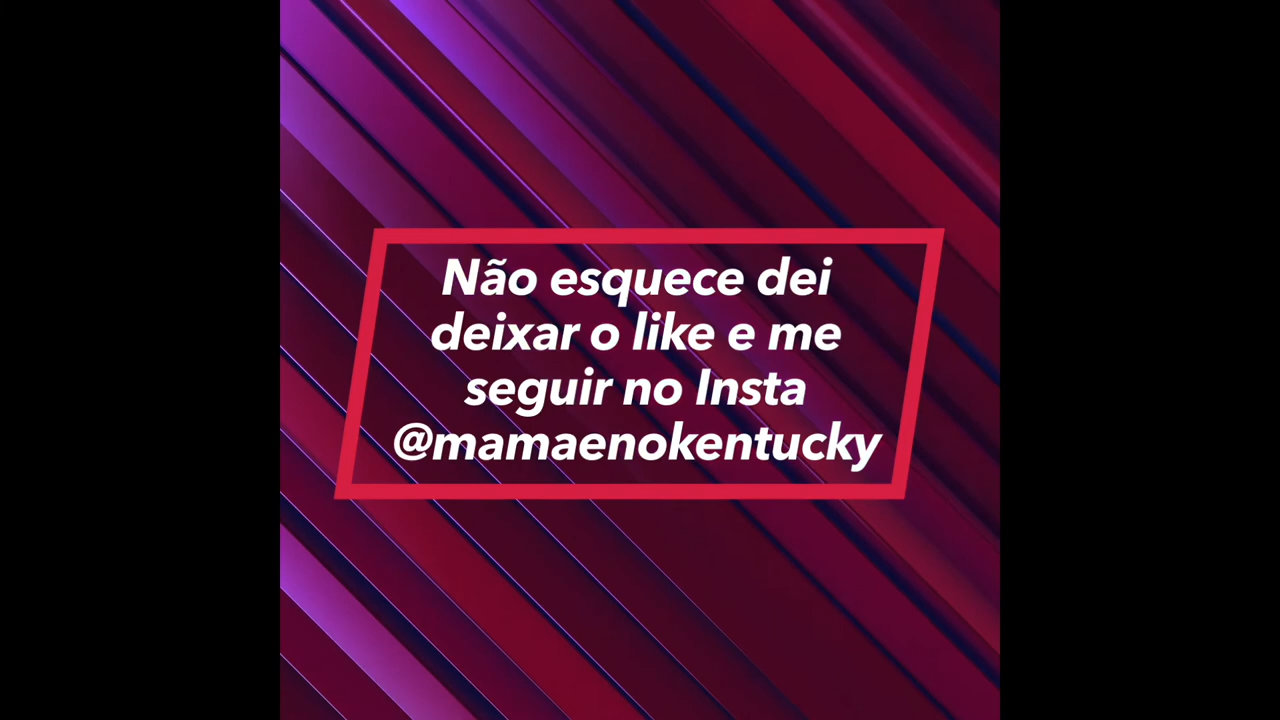 Não esquece dei
deixar o like e me
seguir no Insta
@mamaenokentucky